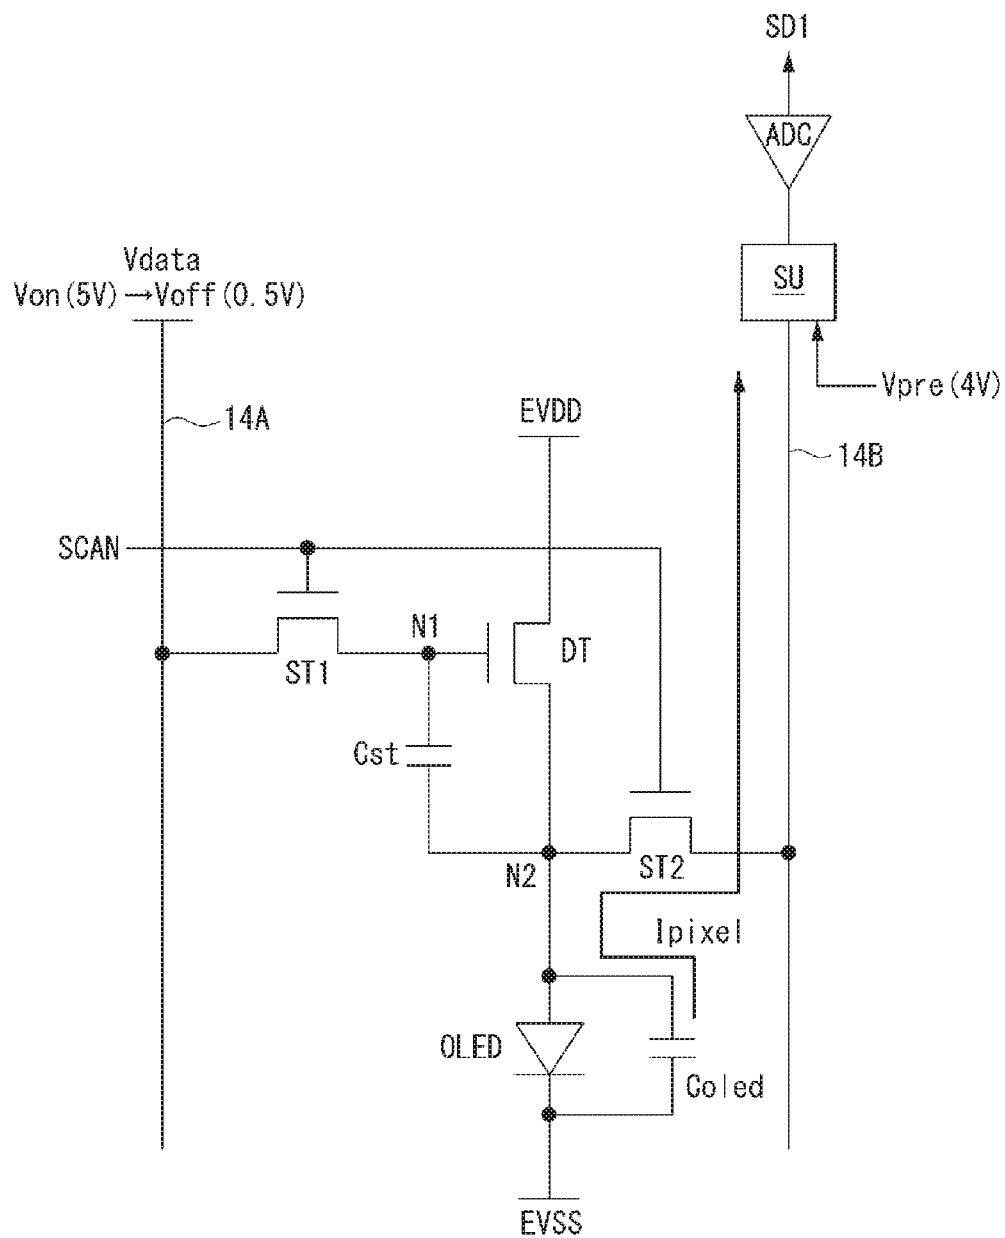 SD1
ADC
SU
Vdata
Von(5V)→Voff(0.5V)
Vpre(4V)
14A
EVDD
14B
SCAN
N1
DT
ST1
Cst
N2
ST2
Ipixel
OLED
Coled
EVSS